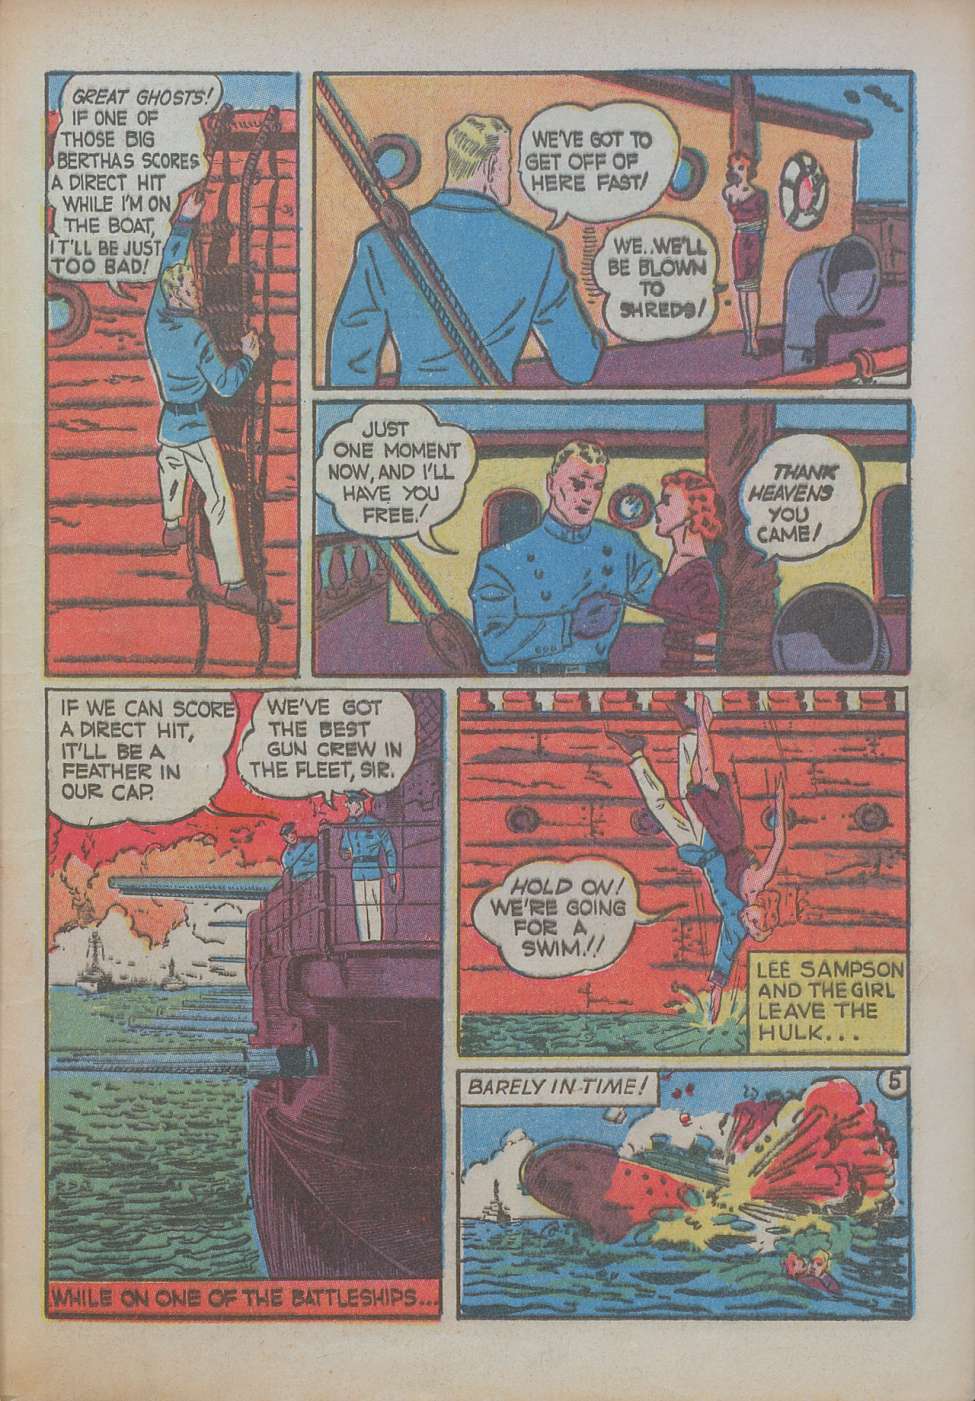 GREAT GHOSTS!
IF ONE OF
THOSE BIG
BERTHAS SCORES
A DIRECT HIT
WHILE I'M ON
THE BOAT,
IT'LL BE JUST
TOO BAD!
WE'VE GOT TO
GET OFF OF
HERE FAST!
WE..WE'LL
BE BLOWN
TO
SHREDS!
JUST
ONE MOMENT
NOW, AND I'LL
HAVE YOU
FREE!
THANK
HEAVENS
YOU
CAME!
IF WE CAN SCORE
A DIRECT HIT,
IT'LL BE A
FEATHER IN
OUR CAP.
WE'VE GOT
THE BEST
GUN CREW IN
THE FLEET, SIR.
WHILE ON ONE OF THE BATTLESHIPS...
HOLD ON!
WE'RE GOING
FOR A
SWIM!!
LEE SAMPSON
AND THE GIRL
LEAVE THE
HULK...
BARELY IN TIME!
5